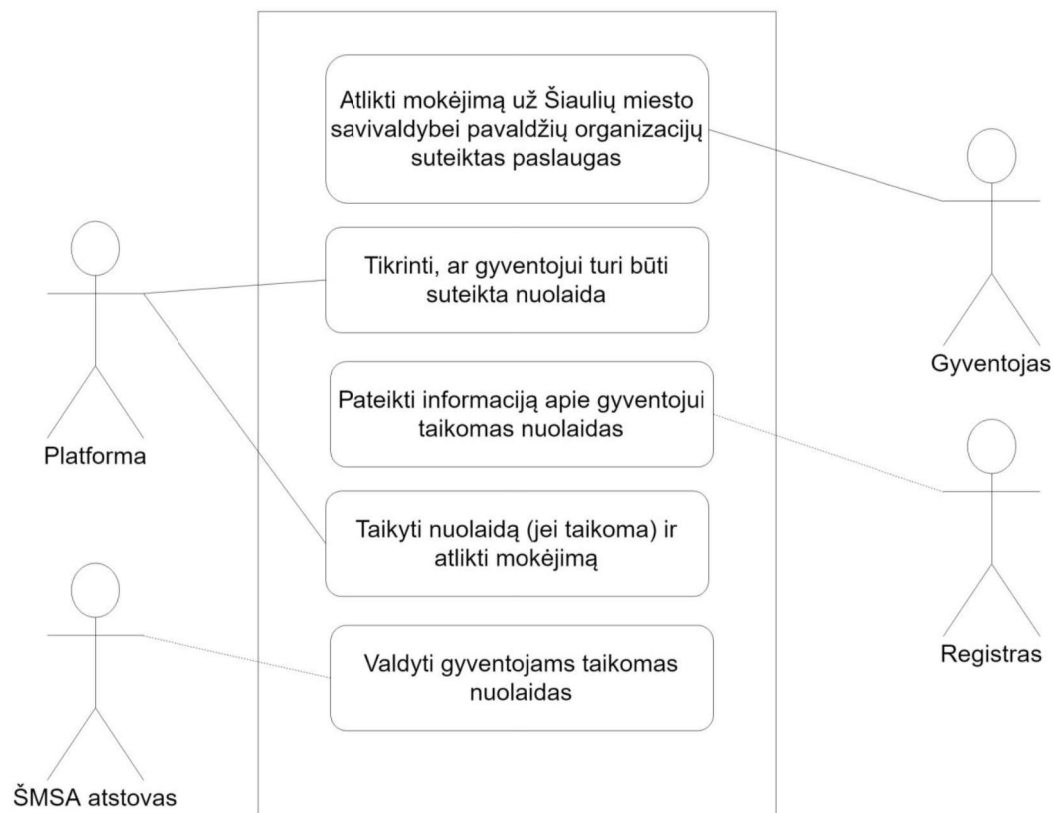 Atlikti mokėjimą už Šiaulių miesto
savivaldybei pavaldžių organizacijų
suteiktas paslaugas
Tikrinti, ar gyventojui turi būti
suteikta nuolaida
Gyventojas
Pateikti informaciją apie gyventojui
taikomas nuolaidas
Platforma
Taikyti nuolaidą (jei taikoma) ir
atlikti mokėjimą
Valdyti gyventojams taikomas
nuolaidas
Registras
ŠMSA atstovas